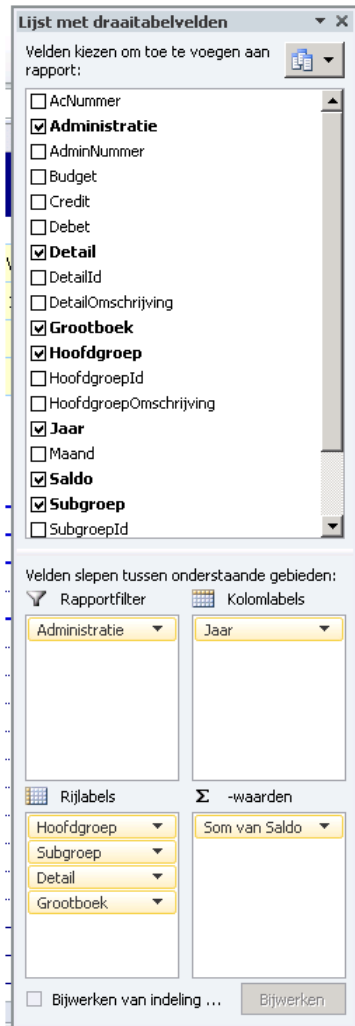 Lijst met draaitabelvelden
Velden kiezen om toe te voegen aan
rapport:
AcNummer
Administratie
AdminNummer
Budget
Credit
Debet
Detail
DetailId
DetailOmschrijving
Grootboek
Hoofdgroep
HoofdgroepId
HoofdgroepOmschrijving
Jaar
Maand
Saldo
Subgroep
SubgroepId
Velden slepen tussen onderstaande gebieden:
Rapportfilter
Administratie
Kolomlabels
Jaar
Rijlabels
Hoofdgroep
Subgroep
Detail
Grootboek
Σ -waarden
Som van Saldo
Bijwerken van indeling ...
Bijwerken